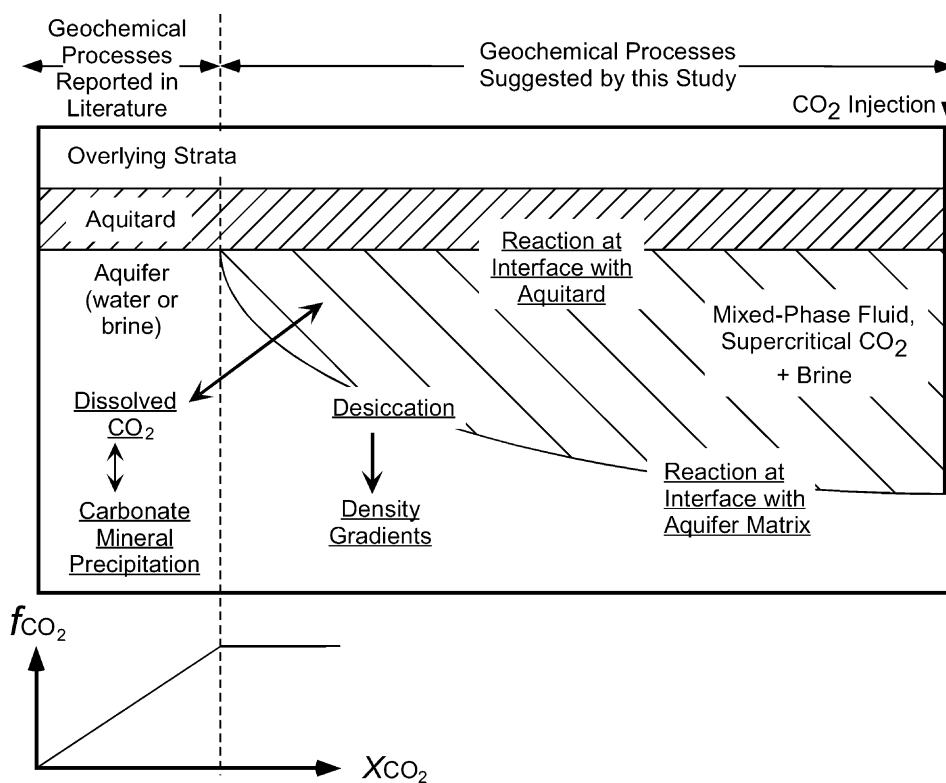 Geochemical
Processes
Reported in
Literature
Geochemical Processes
Suggested by this Study
CO2 Injection
Overlying Strata
Aquitard
Reaction at
Interface with
Aquitard
Aquifer
(water or
brine)
Mixed-Phase Fluid,
Supercritical CO2
+ Brine
Dissolved
CO2
Desiccation
Reaction at
Interface with
Aquifer Matrix
Carbonate
Mineral
Precipitation
Density
Gradients
fCO2
XCO2